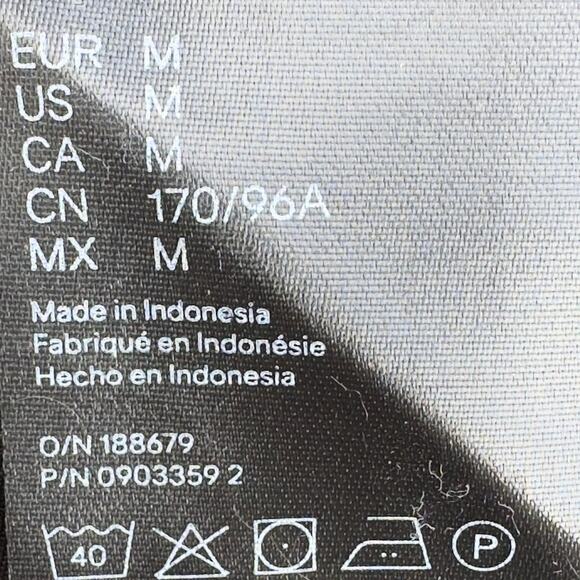 EUR M
US M
CA M
CN 170/96A
MX M
Made in Indonesia
Fabriqué en Indonésie
Hecho en Indonesia
O/N 188679
P/N 0903359 2
40 P